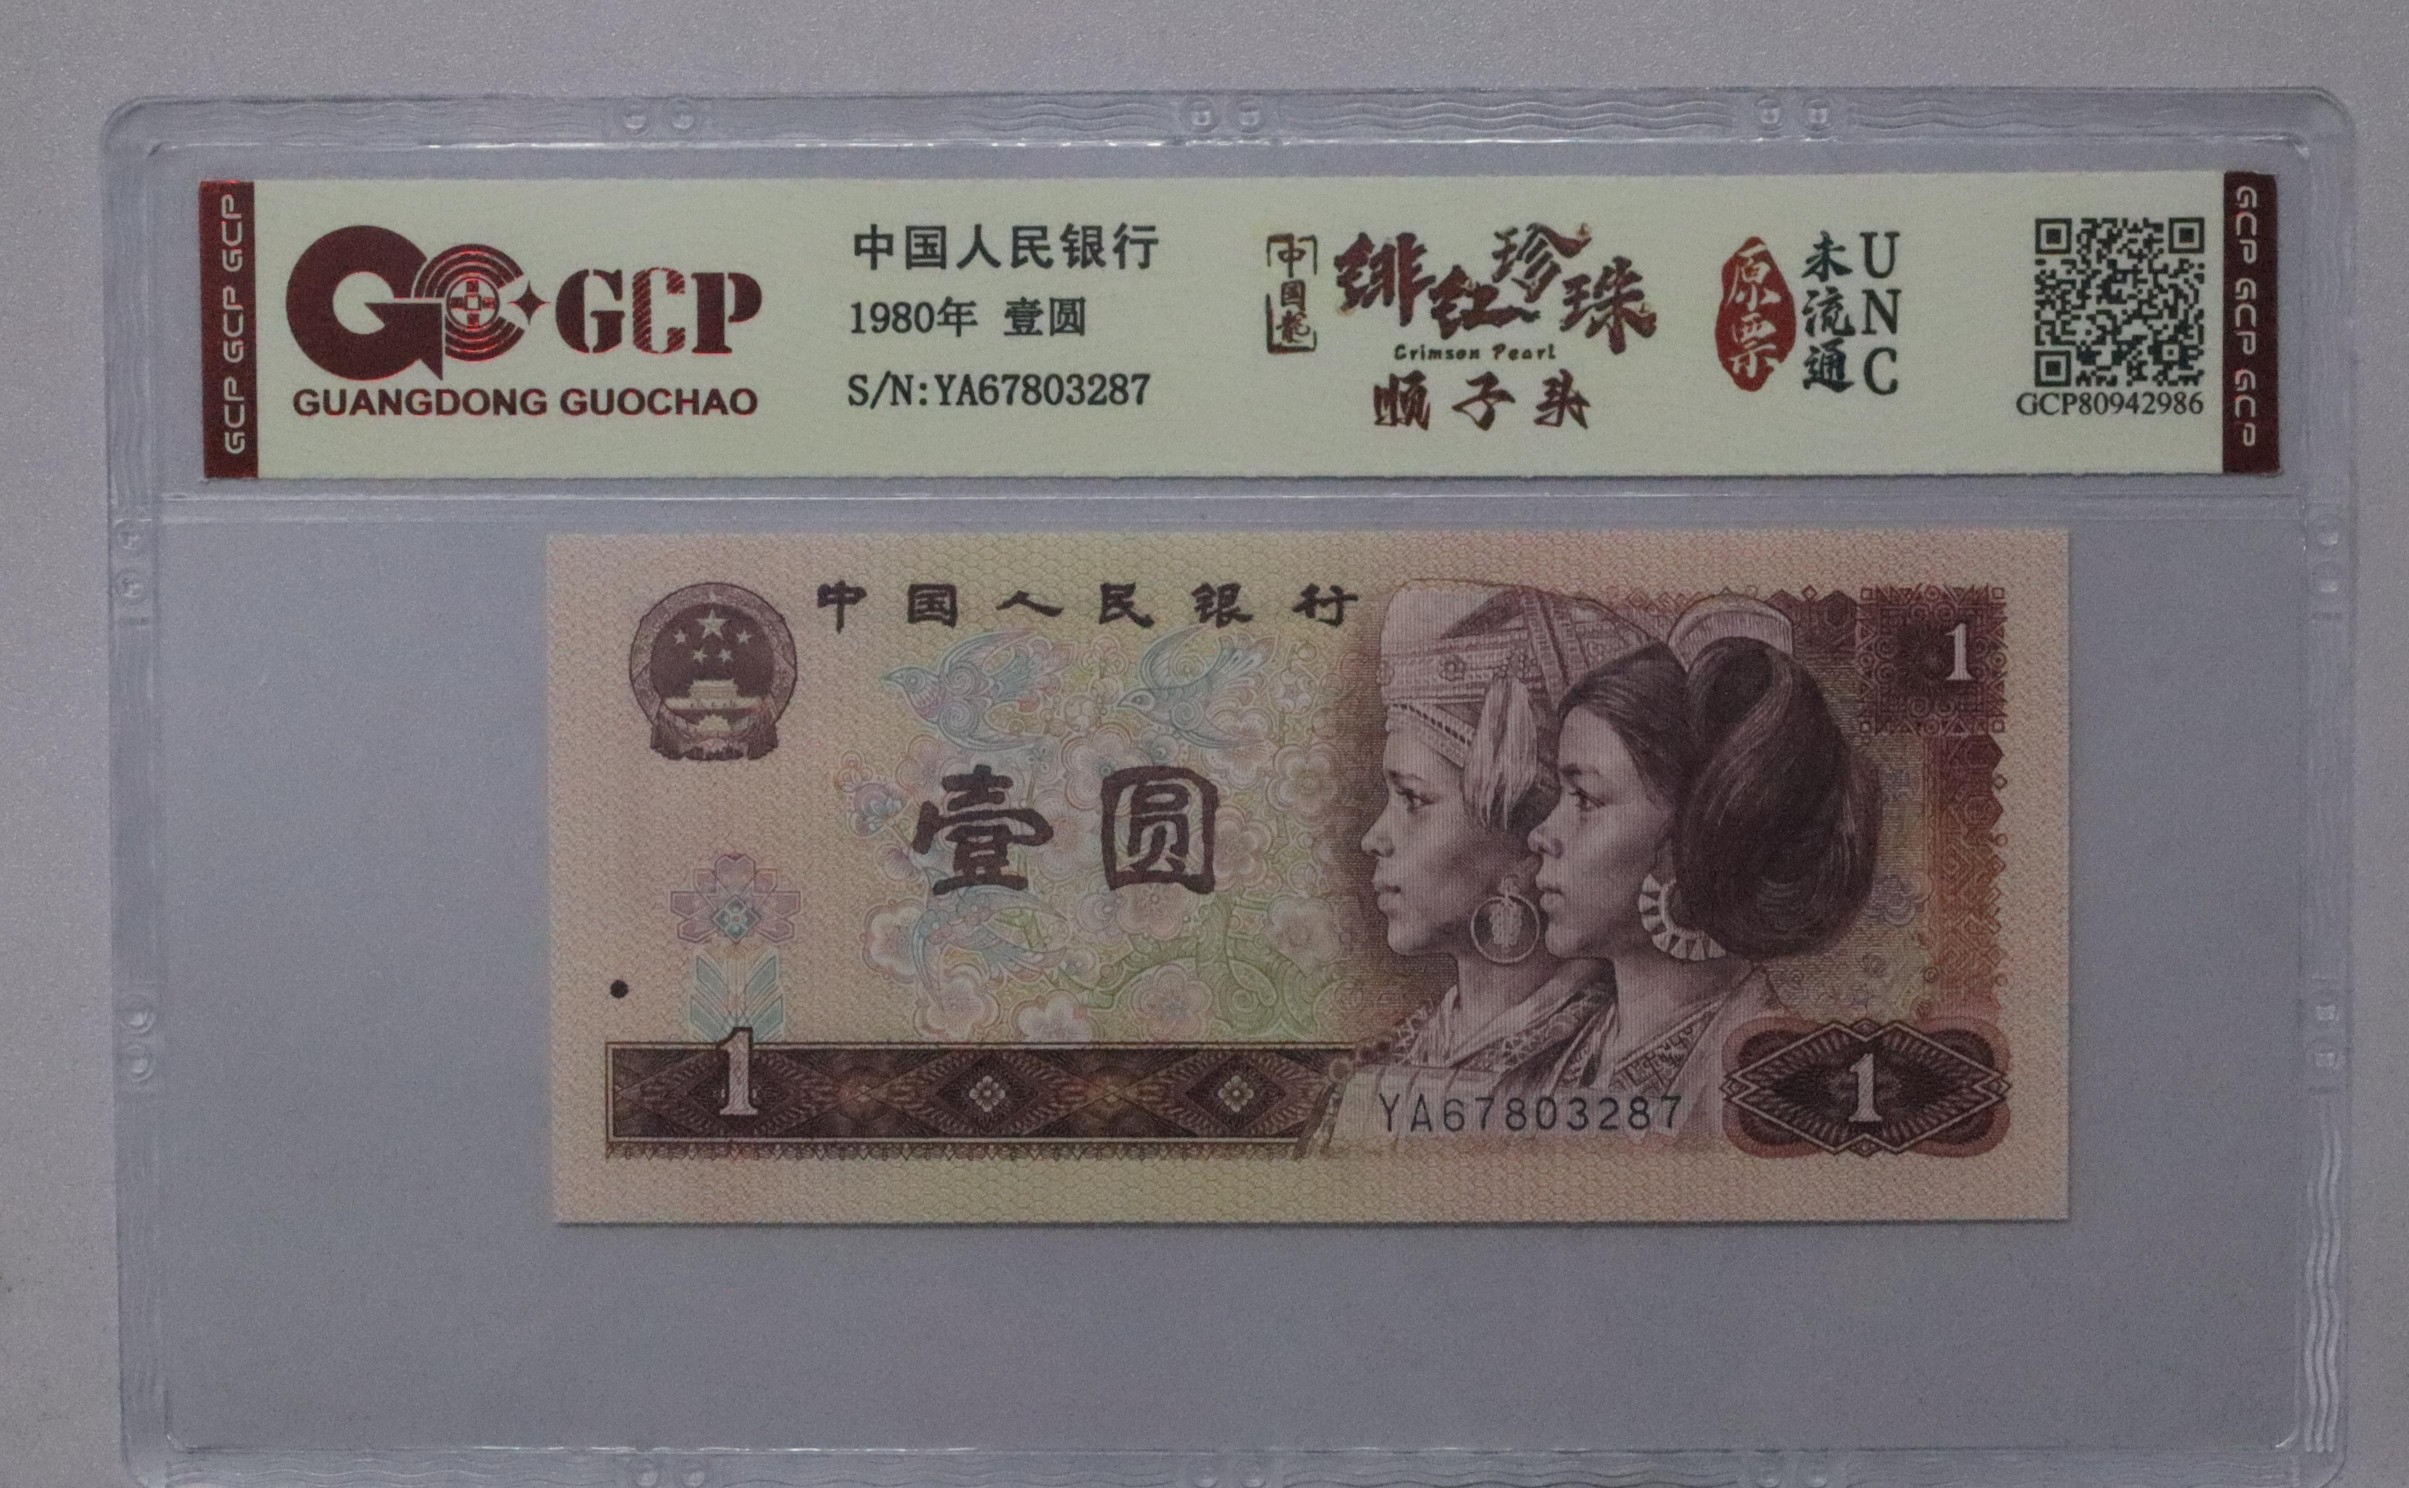 GCP GCP GCP
GCP
GUANGDONG GUOCHAO
中国人民银行
1980年 壹圆
S/N:YA67803287
中国龙
绯红珍珠
Crimson Pearl
顺子头
原票
未流通
UNC
GCP80942986
GCP GCP GCP
中国人民银行
1
壹圆
1
YA67803287
1